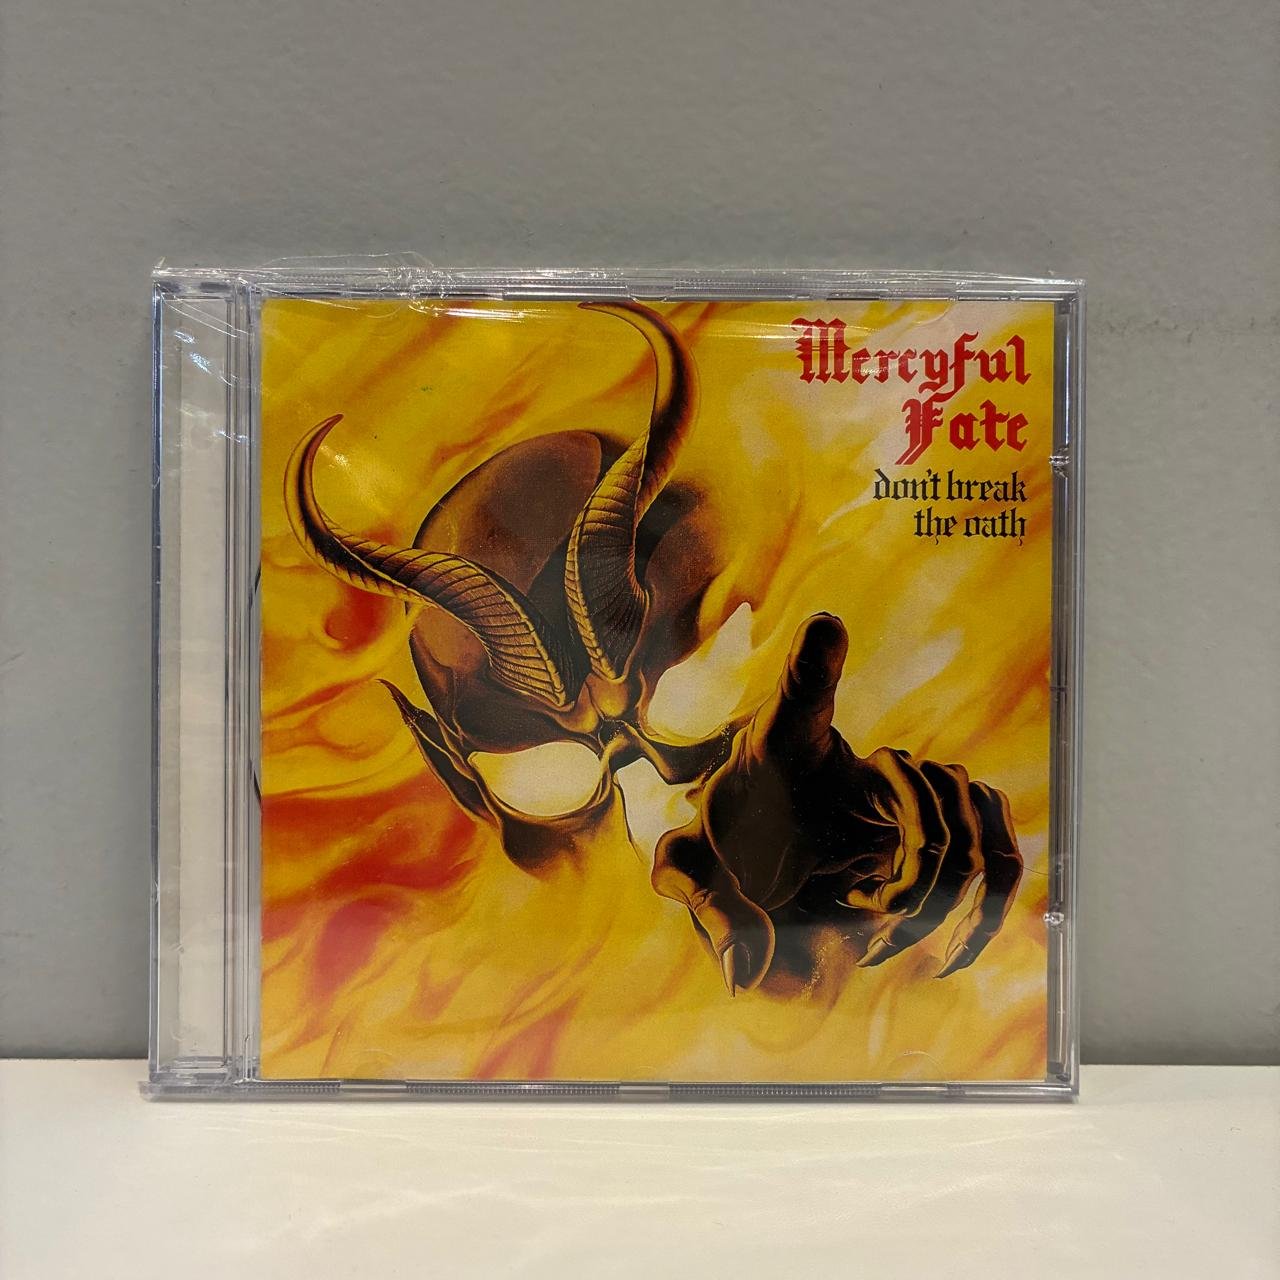 Mercyful
Fate
don't break
the oath